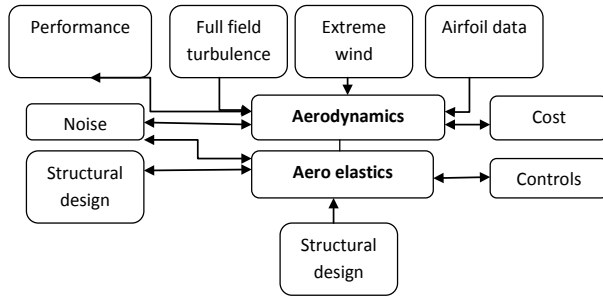 Performance
Full field
turbulence
Extreme
wind
Airfoil data
Noise
Aerodynamics
Cost
Structural
design
Aero elastics
Controls
Structural
design